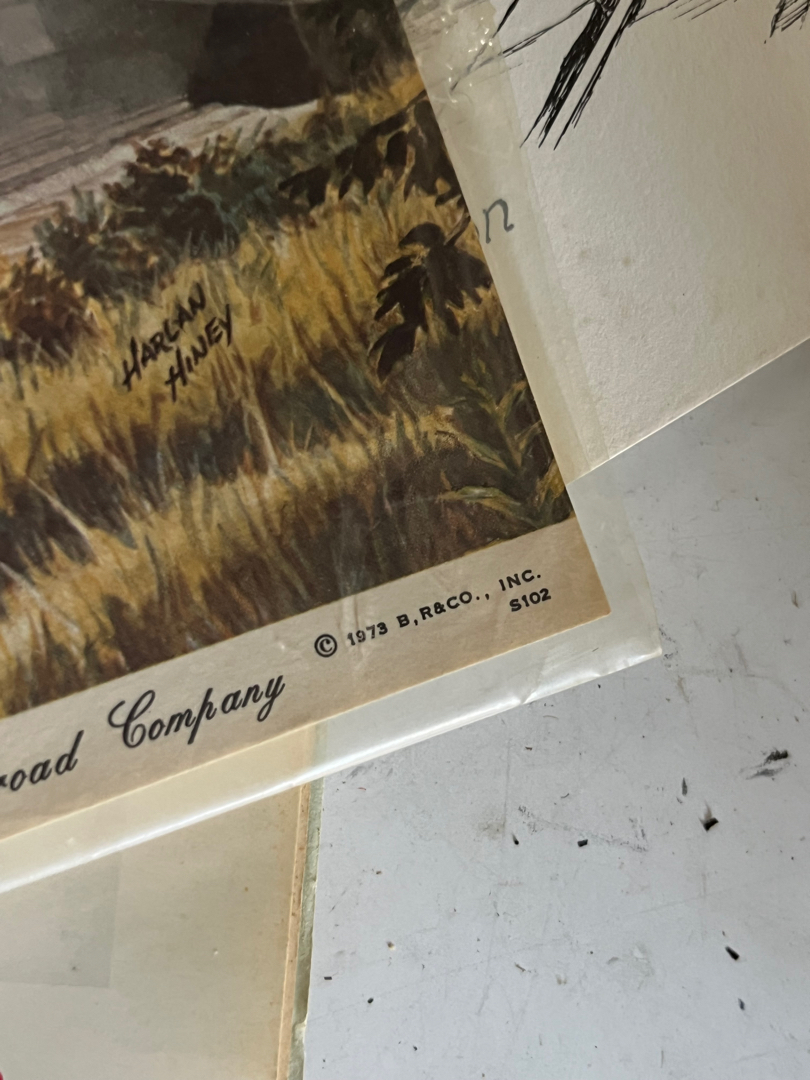 HARLAN
HINEY
© 1973 B,R&CO., INC.
S102
road Company
n